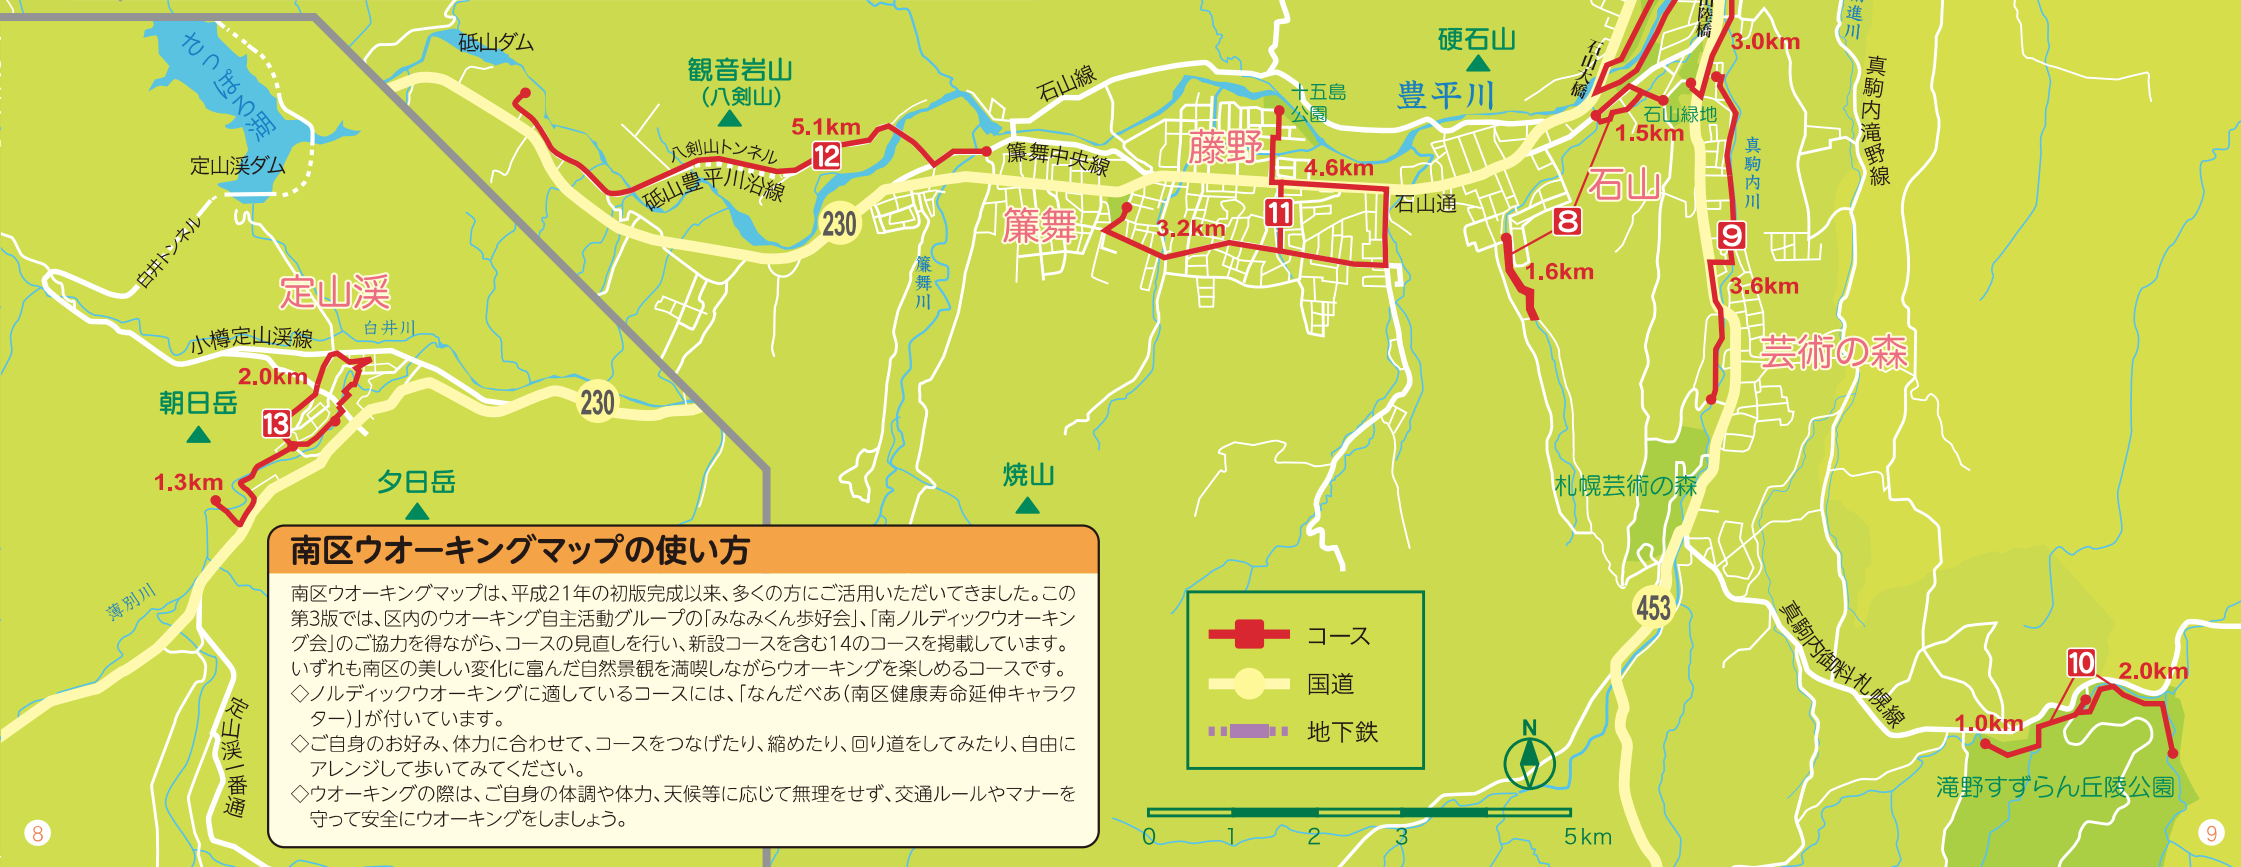 さっぽろ湖
砥山ダム
観音岩山
(八剣山)
石山線
硬石山
豊平川
石山大橋
3.0km
進川
真駒内滝野線
十五島
公園
石山緑地
1.5km
5.1km
12
八剣山トンネル
砥山豊平川沿線
簾舞中央線
藤野
4.6km
石山
真駒内川
定山渓ダム
白井トンネル
230
簾舞
3.2km
11
石山通
8
9
簾舞川
1.6km
3.6km
定山渓
白井川
小樽定山渓線
芸術の森
2.0km
朝日岳
13
230
1.3km
夕日岳
焼山
札幌芸術の森
薄別川
定山渓一番通
453
真駒内御料札幌線
10
2.0km
1.0km
滝野すずらん丘陵公園
南区ウオーキングマップの使い方
南区ウオーキングマップは、平成21年の初版完成以来、多くの方にご活用いただいてきました。この
第3版では、区内のウオーキング自主活動グループの「みなみくん歩好会」、「南ノルディックウオーキン
グ会」のご協力を得ながら、コースの見直しを行い、新設コースを含む14のコースを掲載しています。
いずれも南区の美しい変化に富んだ自然景観を満喫しながらウオーキングを楽しめるコースです。
◇ノルディックウオーキングに適しているコースには、「なんだべあ(南区健康寿命延伸キャラク
ター)」が付いています。
◇ご自身のお好み、体力に合わせて、コースをつなげたり、縮めたり、回り道をしてみたり、自由に
アレンジして歩いてみてください。
◇ウオーキングの際は、ご自身の体調や体力、天候等に応じて無理をせず、交通ルールやマナーを
守って安全にウオーキングをしましょう。
コース
国道
地下鉄
N
0 1 2 3 5km
8
9